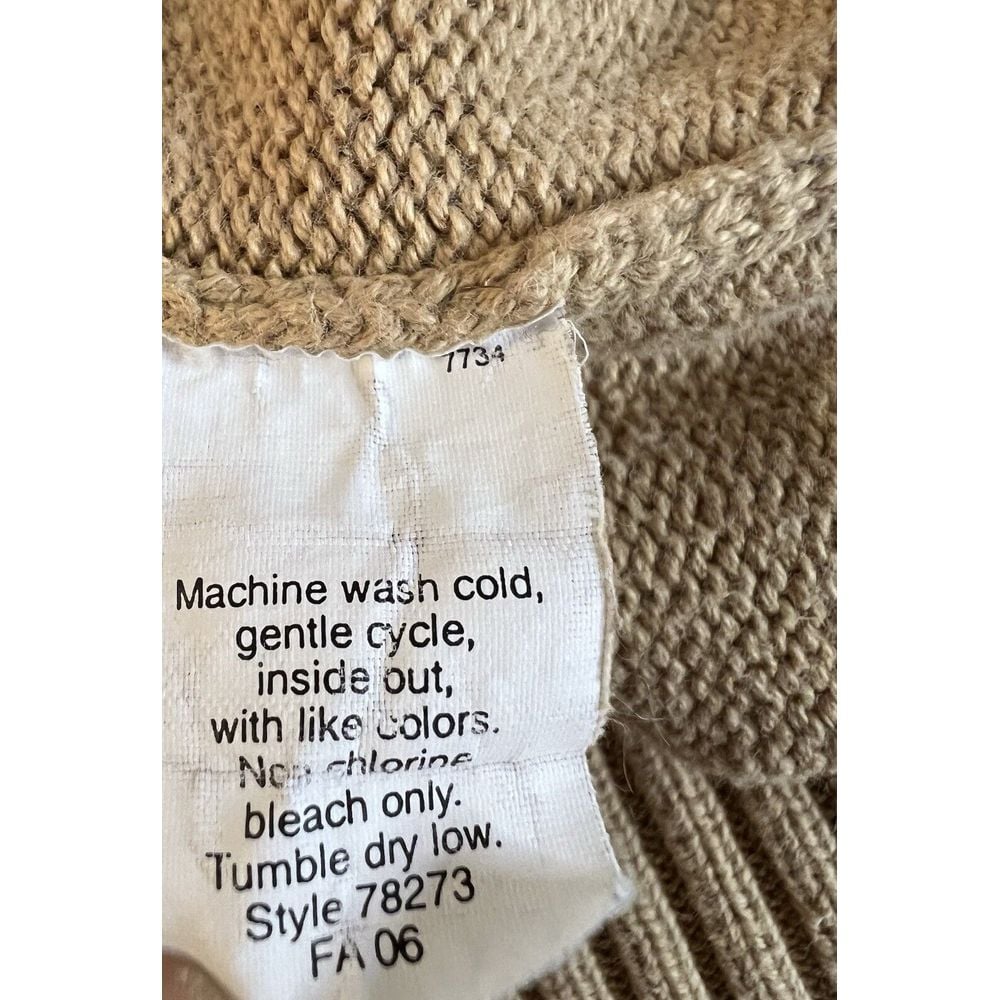 7734
Machine wash cold,
gentle cycle,
inside out,
with like colors.
Non chlorine
bleach only.
Tumble dry low.
Style 78273
FA 06